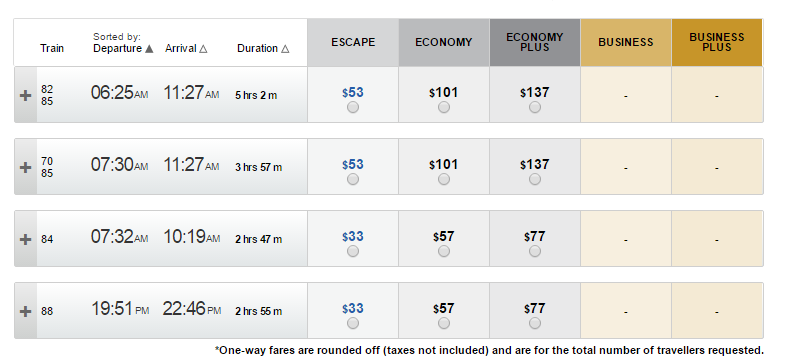 Sorted by:
Train Departure Arrival Duration ESCAPE ECONOMY ECONOMY PLUS BUSINESS BUSINESS PLUS
82 85 06:25AM 11:27AM 5 hrs 2 m $53 $101 $137 - -
70 85 07:30AM 11:27AM 3 hrs 57 m $53 $101 $137 - -
84 07:32AM 10:19AM 2 hrs 47 m $33 $57 $77 - -
88 19:51PM 22:46PM 2 hrs 55 m $33 $57 $77 - -
*One-way fares are rounded off (taxes not included) and are for the total number of travellers requested.